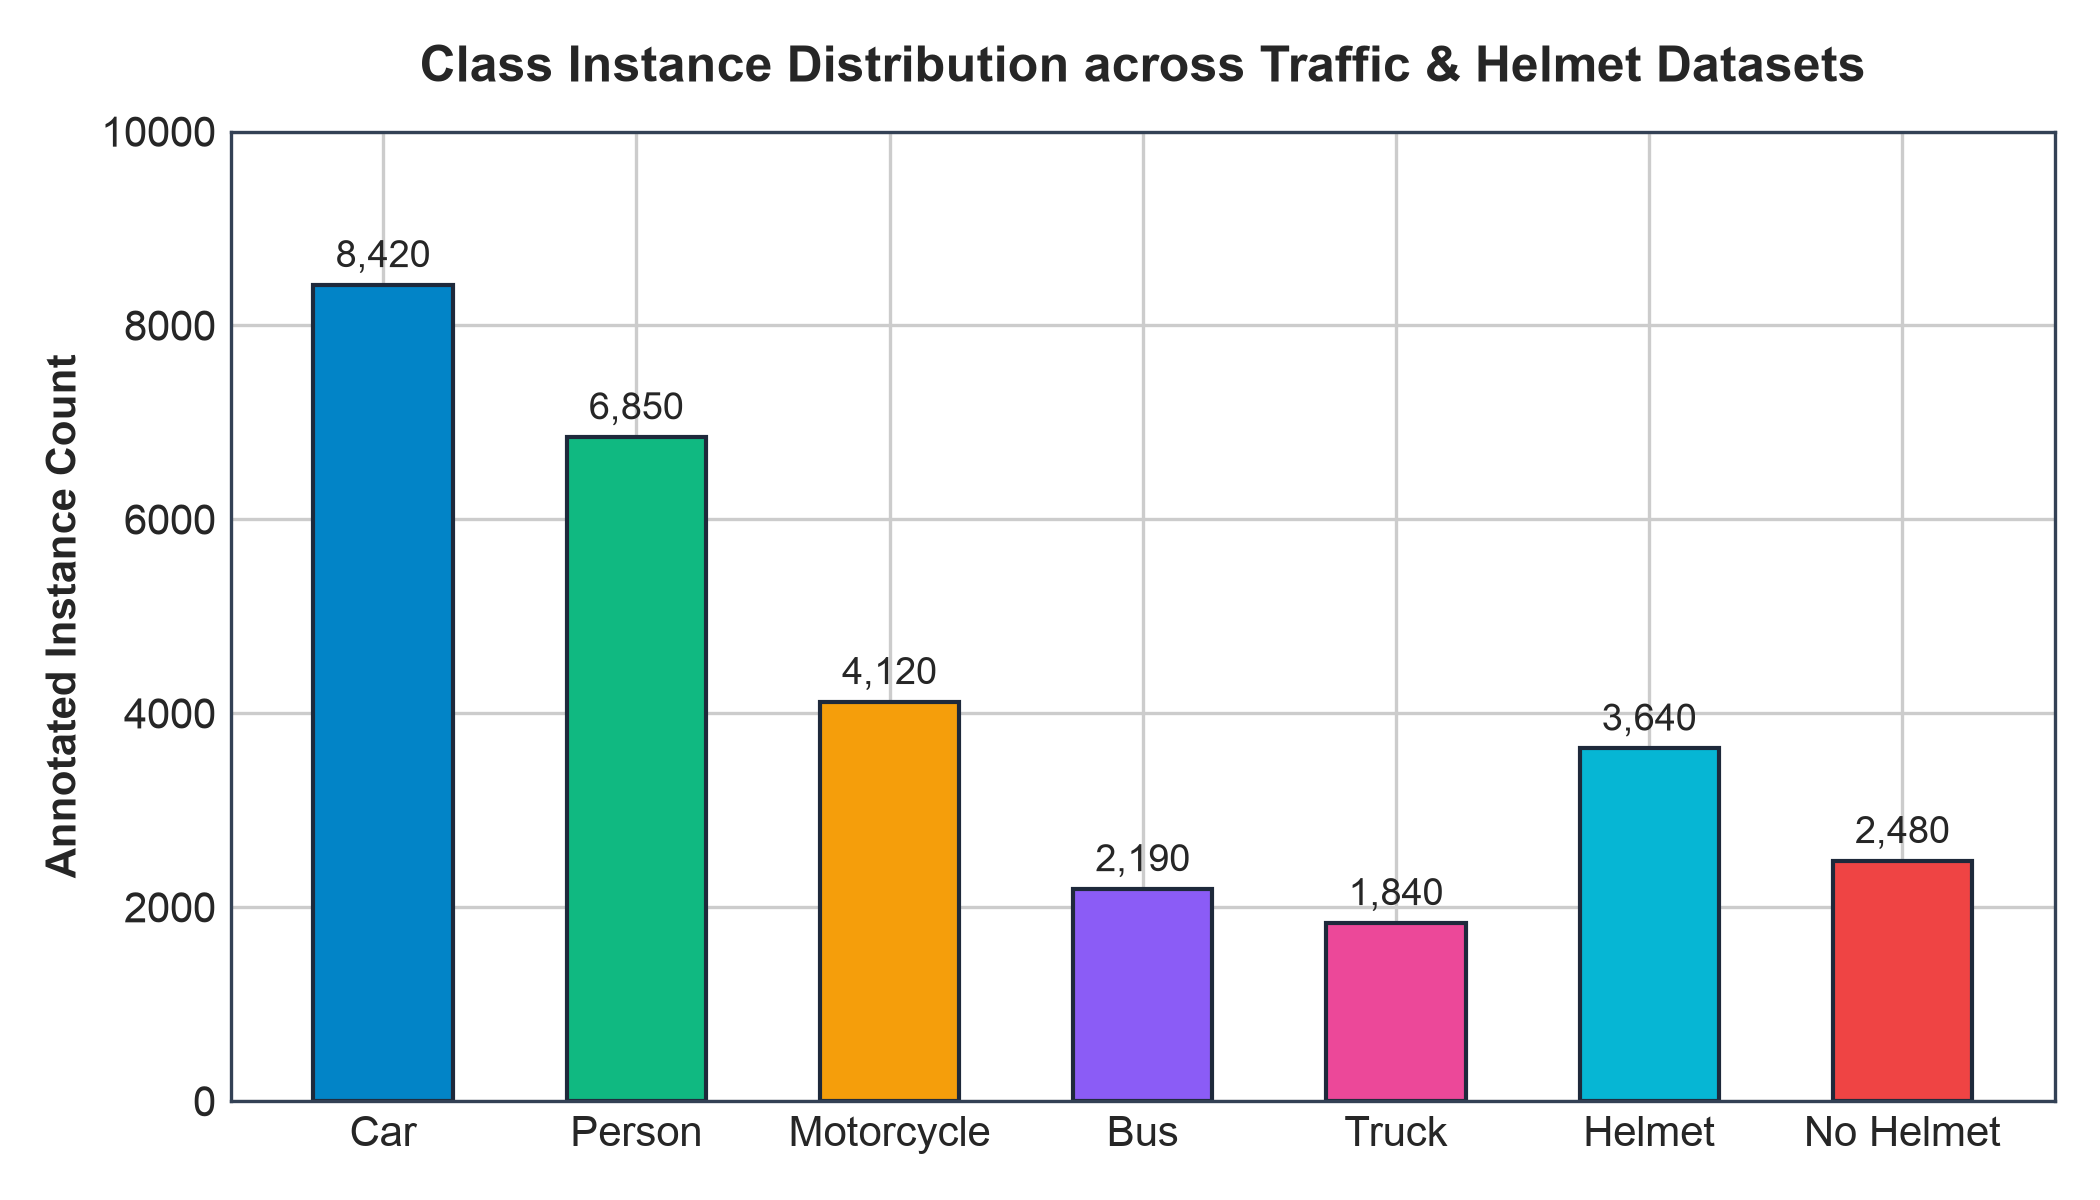 Class Instance Distribution across Traffic & Helmet Datasets
Annotated Instance Count
10000
8000
6000
4000
2000
0
8,420
6,850
4,120
2,190
1,840
3,640
2,480
Car
Person
Motorcycle
Bus
Truck
Helmet
No Helmet